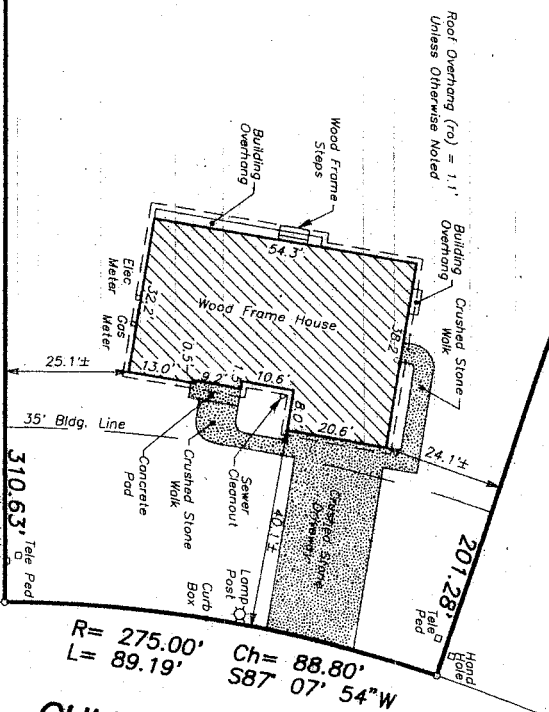 Roof Overhang (ro) = 1.1'
Unless Otherwise Noted
Wood Frame
Steps
Building
Overhang
Building
Overhang
Crushed Stone
Walk
54.3'
Wood Frame House
38.2'
32.2'
Elec
Meter
Gas
Meter
13.0'
0.5'
9.2'
10.6'
8.0'
20.6'
25.1'±
24.1'±
35' Bldg. Line
Concrete
Pad
Crushed Stone
Walk
Sewer
Cleanout
Crushed Stone
Driveway
40.1'±
Lamp
Post
Curb
Box
310.63'
Tele Ped
201.28'
Tele
Ped
Hand
Hole
R= 275.00'
L= 89.19'
Ch= 88.80'
S87° 07' 54"W